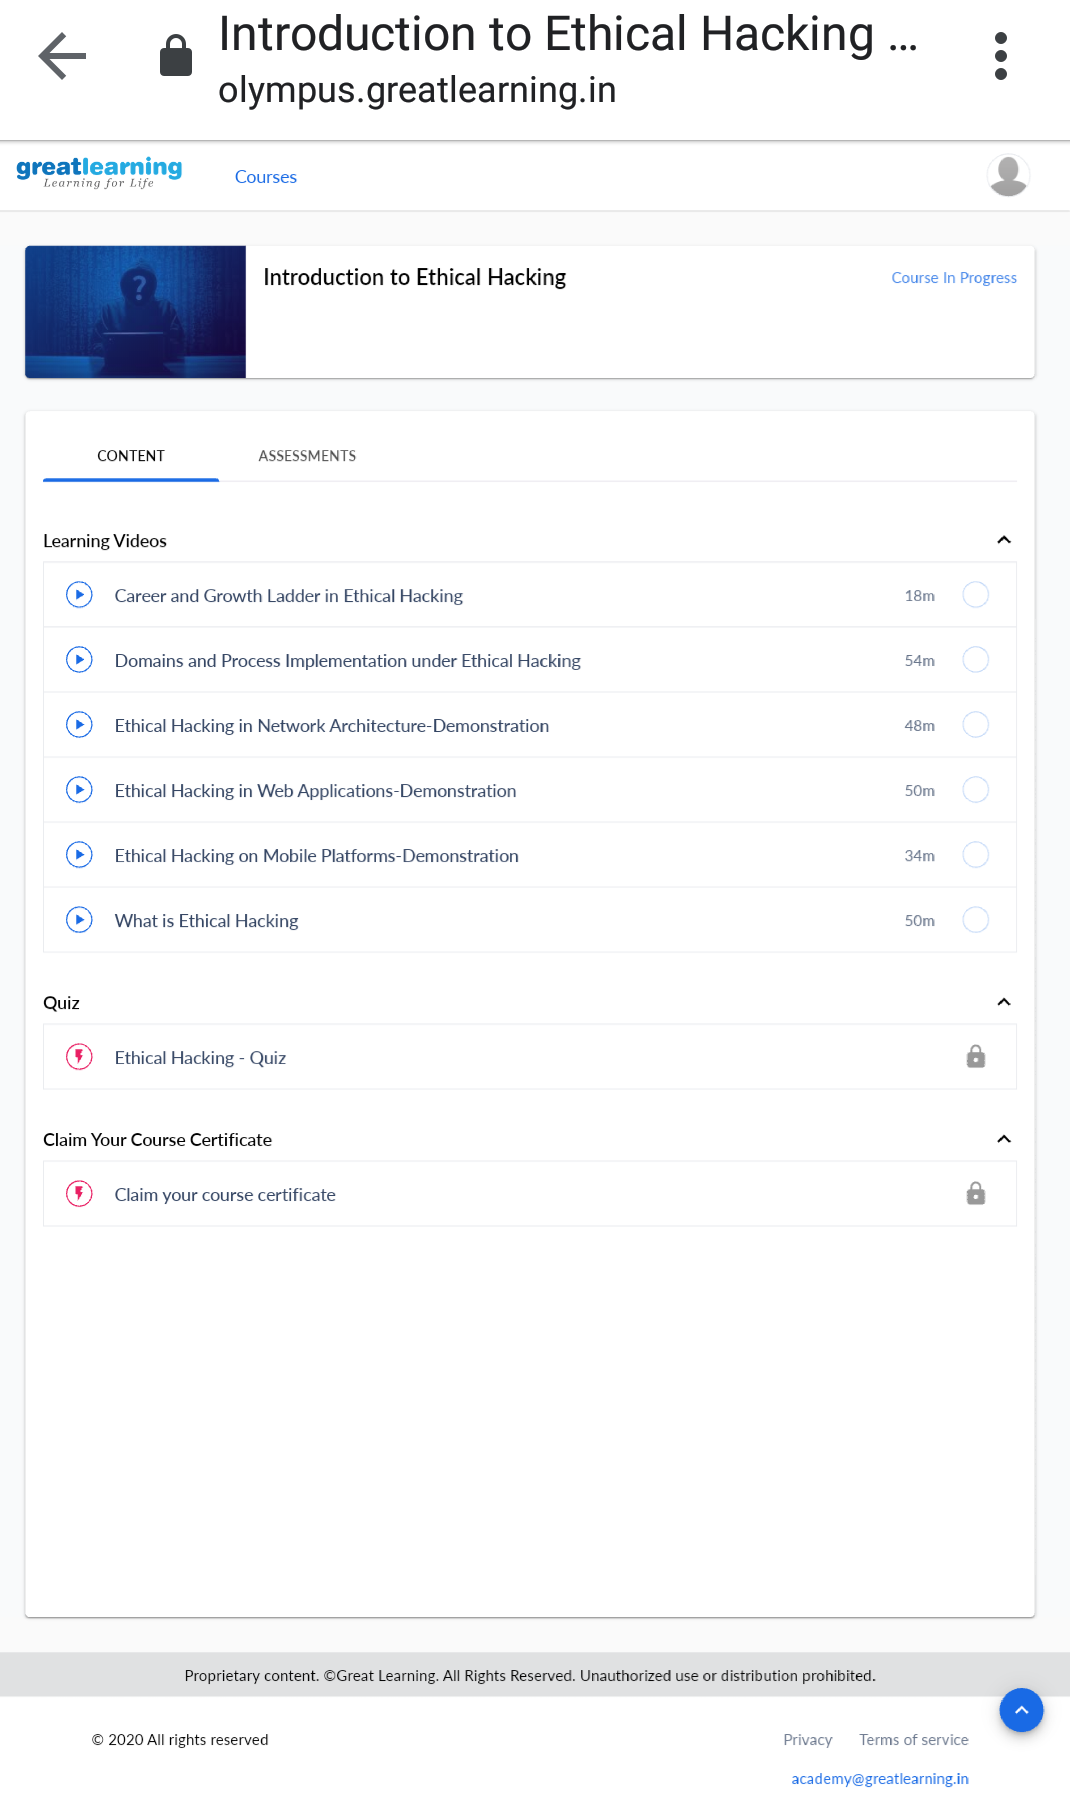 Introduction to Ethical Hacking ...
olympus.greatlearning.in
greatlearning
Learning for Life
Courses
?
Introduction to Ethical Hacking
Course In Progress
CONTENT ASSESSMENTS
Learning Videos
Career and Growth Ladder in Ethical Hacking 18m
Domains and Process Implementation under Ethical Hacking 54m
Ethical Hacking in Network Architecture-Demonstration 48m
Ethical Hacking in Web Applications-Demonstration 50m
Ethical Hacking on Mobile Platforms-Demonstration 34m
What is Ethical Hacking 50m
Quiz
Ethical Hacking - Quiz
Claim Your Course Certificate
Claim your course certificate
Proprietary content. ©Great Learning. All Rights Reserved. Unauthorized use or distribution prohibited.
© 2020 All rights reserved
Privacy Terms of service
academy@greatlearning.in